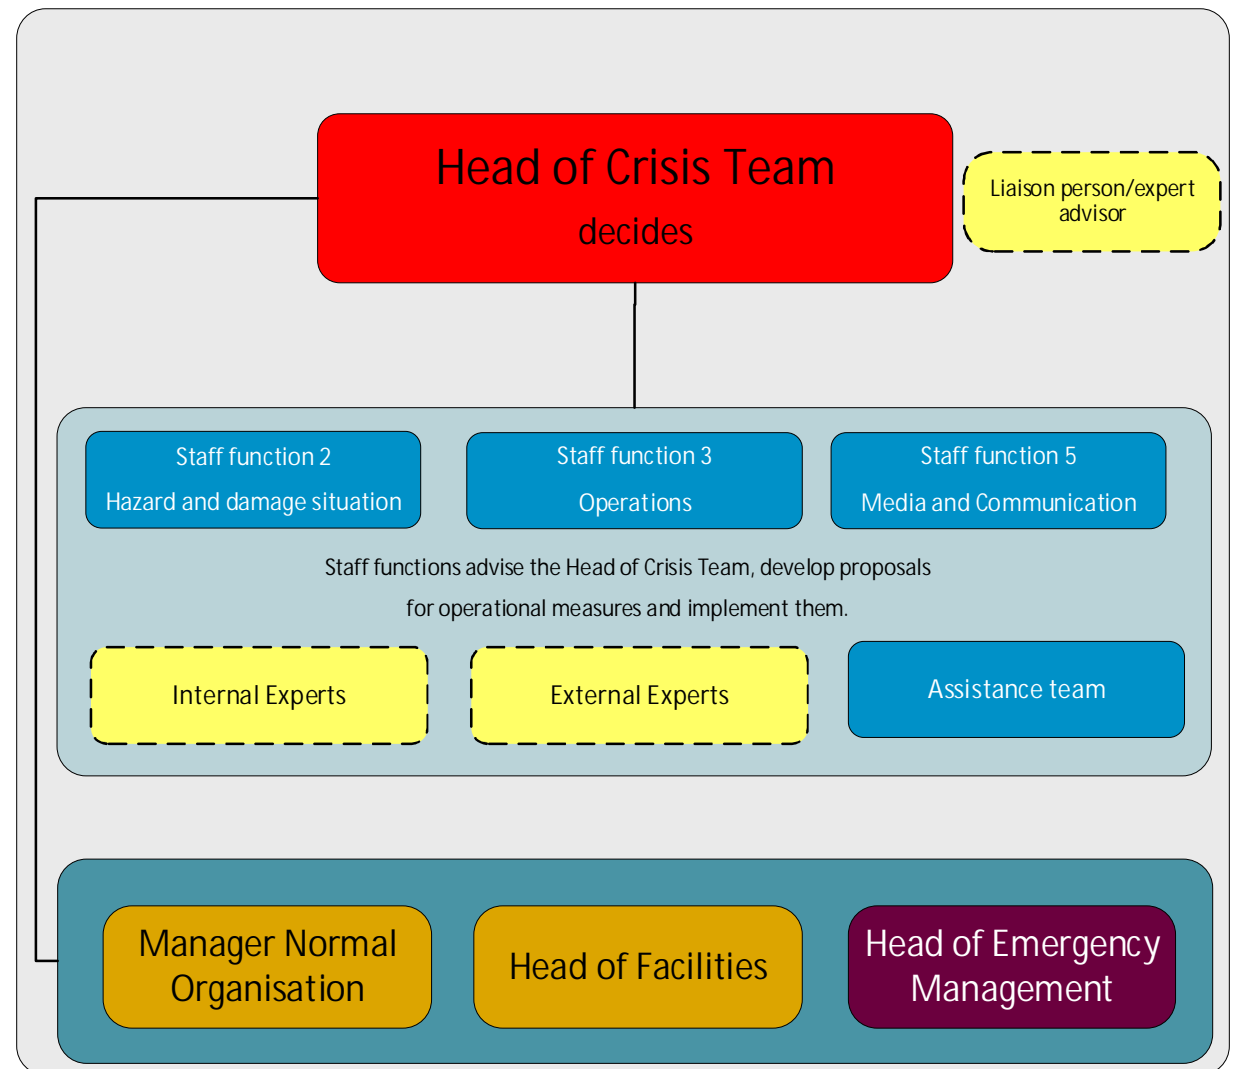 Head of Crisis Team
decides
Liaison person/expert
advisor
Staff function 2
Hazard and damage situation
Staff function 3
Operations
Staff function 5
Media and Communication
Staff functions advise the Head of Crisis Team, develop proposals
for operational measures and implement them.
Internal Experts
External Experts
Assistance team
Manager Normal
Organisation
Head of Facilities
Head of Emergency
Management